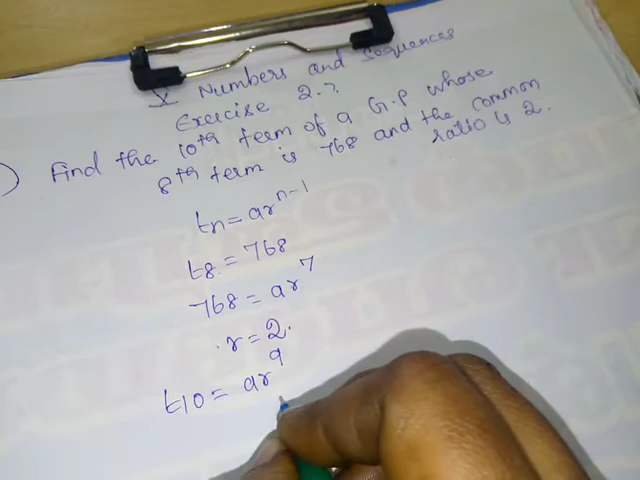 X Numbers and Sequences
Exercise 2.7
) Find the 10th term of a G.P whose
8th term is 768 and the common
ratio is 2.
tn = ar^n-1
t8 = 768
768 = ar^7
r = 2.
t10 = ar^9